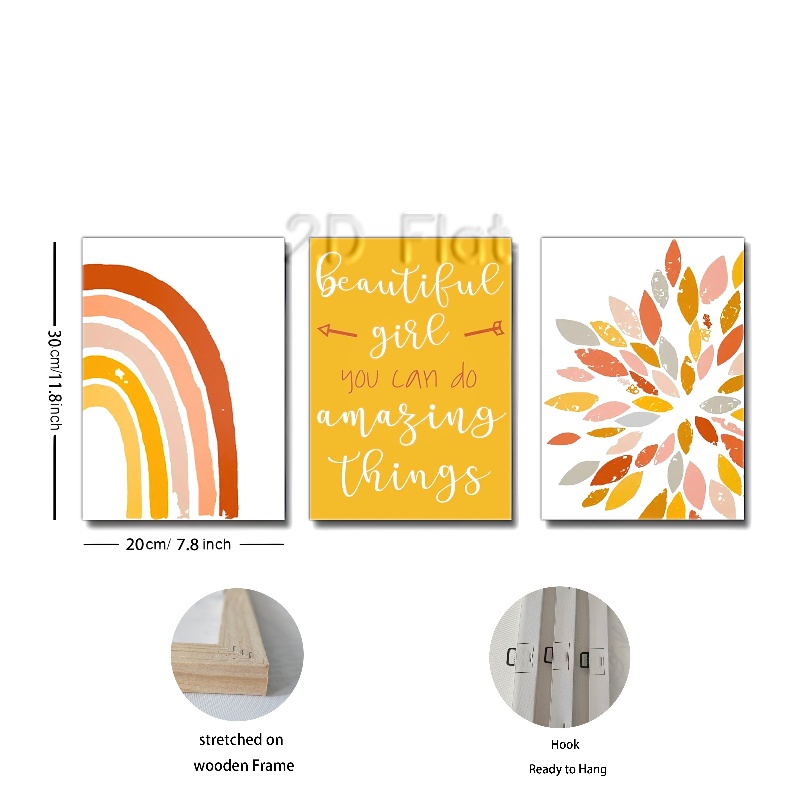 2D Flat
beautiful
girl
you can do
amazing
things
30cm/11.8inch
20cm/ 7.8 inch
stretched on
wooden Frame
Hook
Ready to Hang